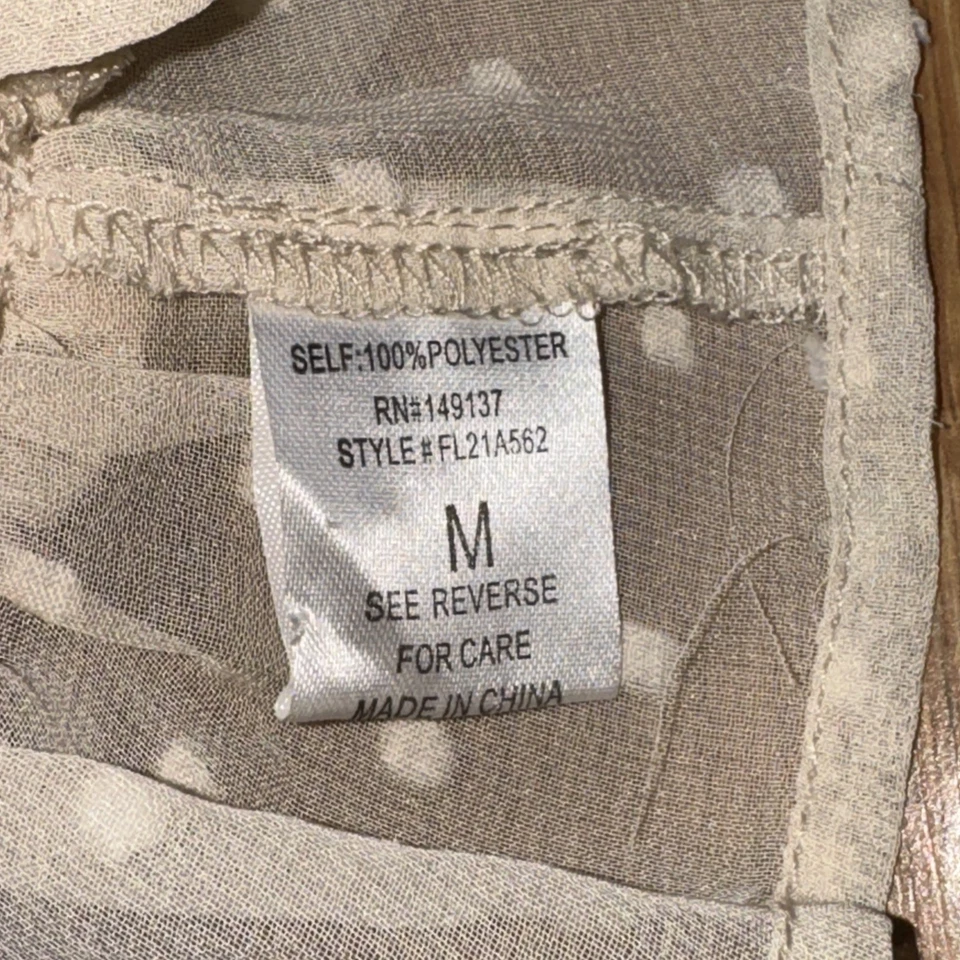 SELF:100%POLYESTER
RN#149137
STYLE#FL21A562
M
SEE REVERSE
FOR CARE
MADE IN CHINA